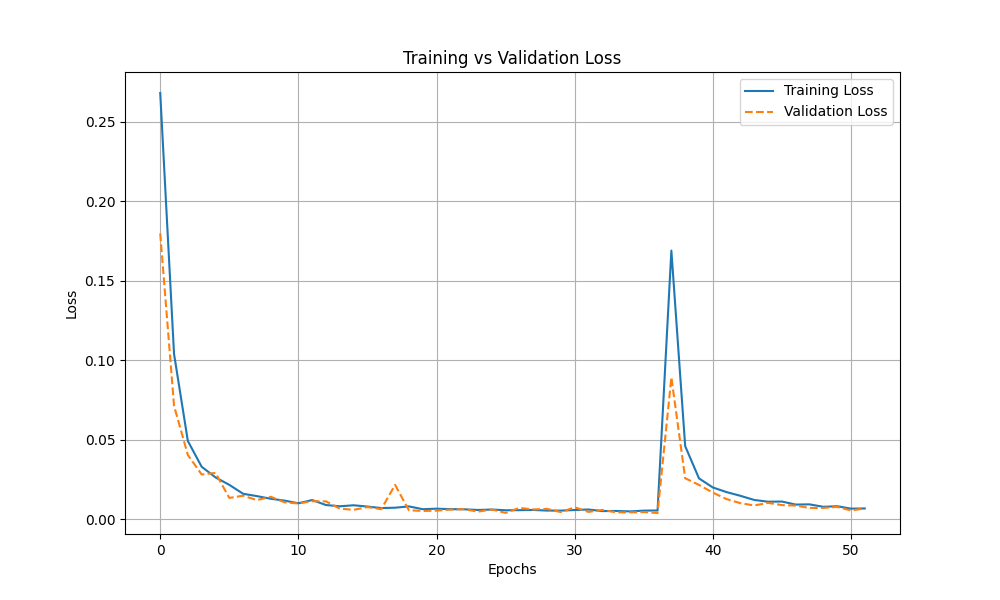 Training vs Validation Loss
Training Loss
Validation Loss
0.25
0.20
0.15
0.10
0.05
0.00
Loss
0 10 20 30 40 50
Epochs